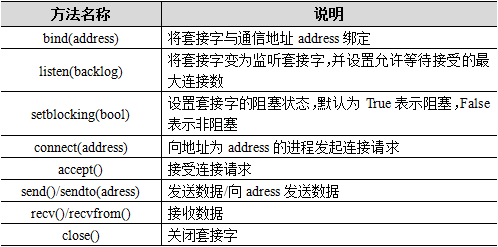 方法名称 说明
bind(address) 将套接字与通信地址 address 绑定
listen(backlog) 将套接字变为监听套接字,并设置允许等待接受的最
大连接数
setblocking(bool) 设置套接字的阻塞状态,默认为 True 表示阻塞,False
表示非阻塞
connect(address) 向地址为 address 的进程发起连接请求
accept() 接受连接请求
send()/sendto(adress) 发送数据/向 adress 发送数据
recv()/recvfrom() 接收数据
close() 关闭套接字